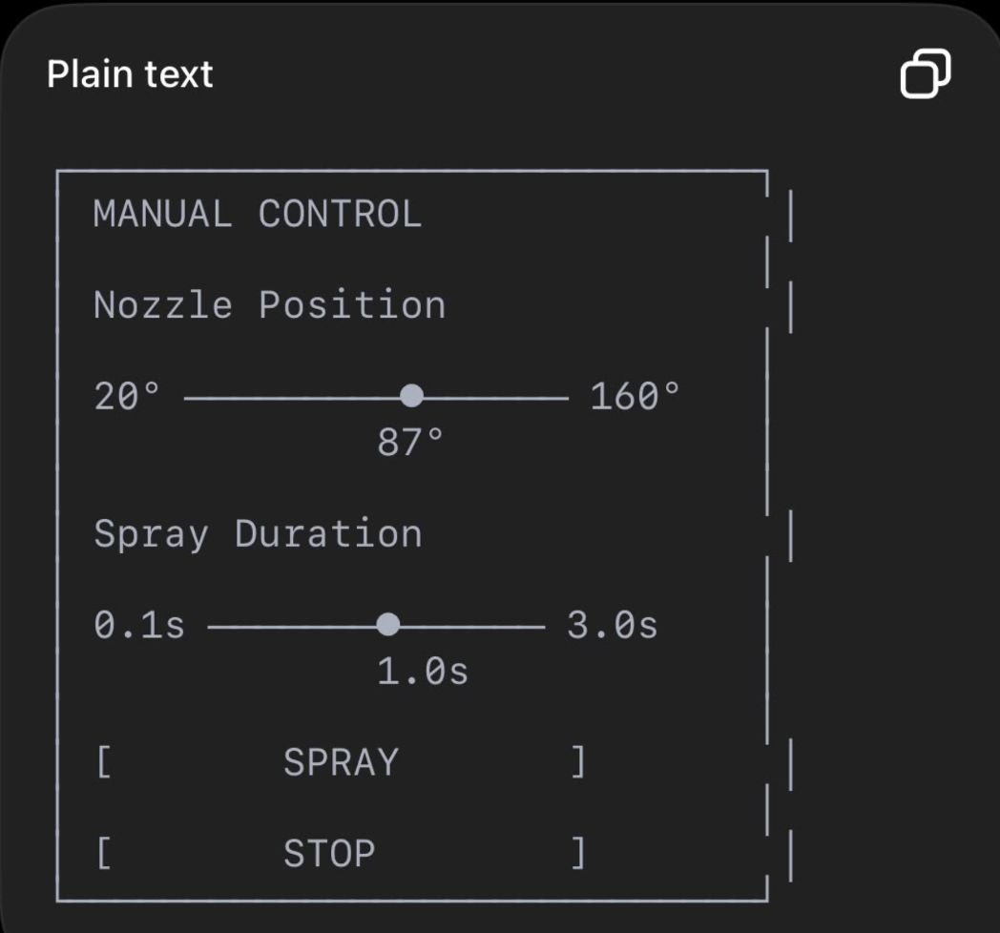 Plain text
MANUAL CONTROL
Nozzle Position
20° ────────●────── 160°
87°
Spray Duration
0.1s ───────●────── 3.0s
1.0s
[ SPRAY ]
[ STOP ]